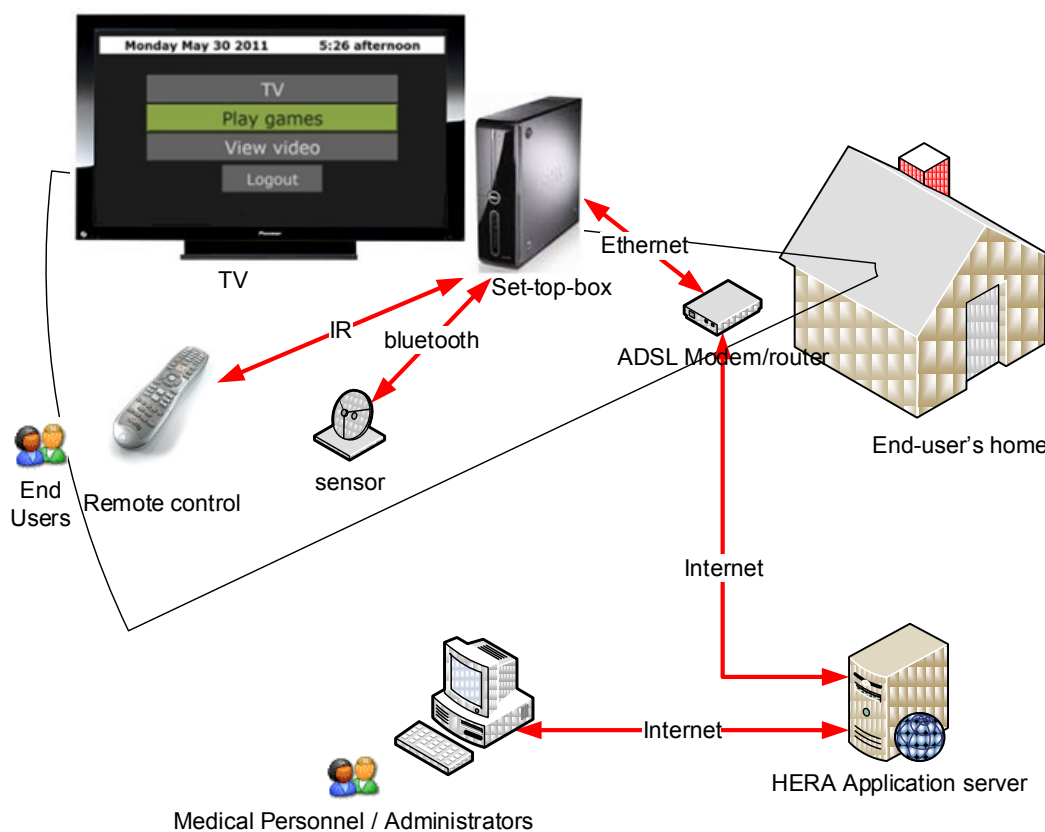 Monday May 30 2011 5:26 afternoon
TV
Play games
View video
Logout
Pioneer
TV
Set-top-box
Ethernet
IR
bluetooth
ADSL Modem/router
End-user's home
End
Users
Remote control
sensor
Internet
Internet
HERA Application server
Medical Personnel / Administrators